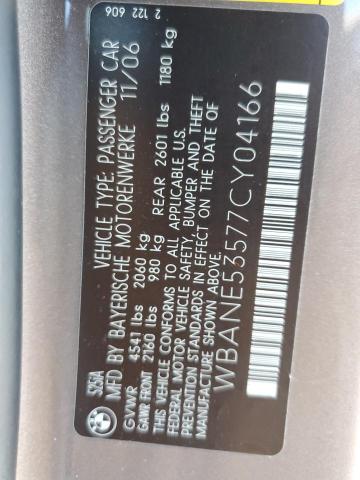 525iA VEHICLE TYPE: PASSENGER CAR 2 122 606
MFD BY BAYERISCHE MOTORENWERKE 11/06
GVWR 4541 lbs 2060 kg
GAWR FRONT 2160 lbs 980 kg REAR 2601 lbs 1180 kg
THIS VEHICLE CONFORMS TO ALL APPLICABLE U.S.
FEDERAL MOTOR VEHICLE SAFETY, BUMPER AND THEFT
PREVENTION STANDARDS IN EFFECT ON THE DATE OF
MANUFACTURE SHOWN ABOVE.
WBANE53577CY04166